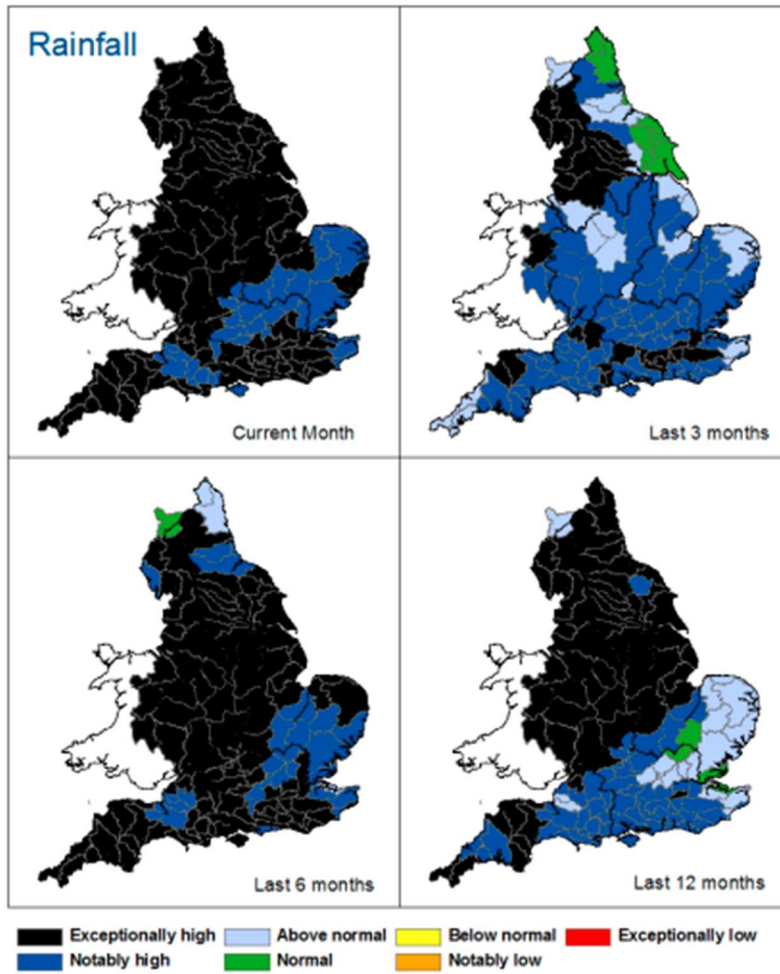 Rainfall
Current Month
Last 3 months
Last 6 months
Last 12 months
Exceptionally high Above normal Below normal Exceptionally low
Notably high Normal Notably low